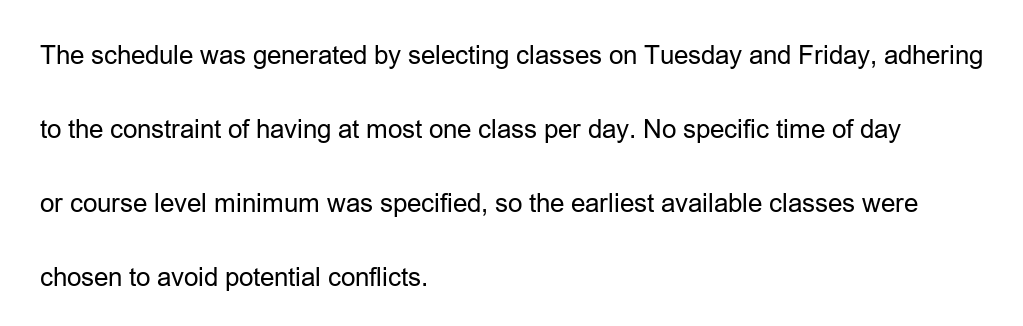 The schedule was generated by selecting classes on Tuesday and Friday, adhering
to the constraint of having at most one class per day. No specific time of day
or course level minimum was specified, so the earliest available classes were
chosen to avoid potential conflicts.